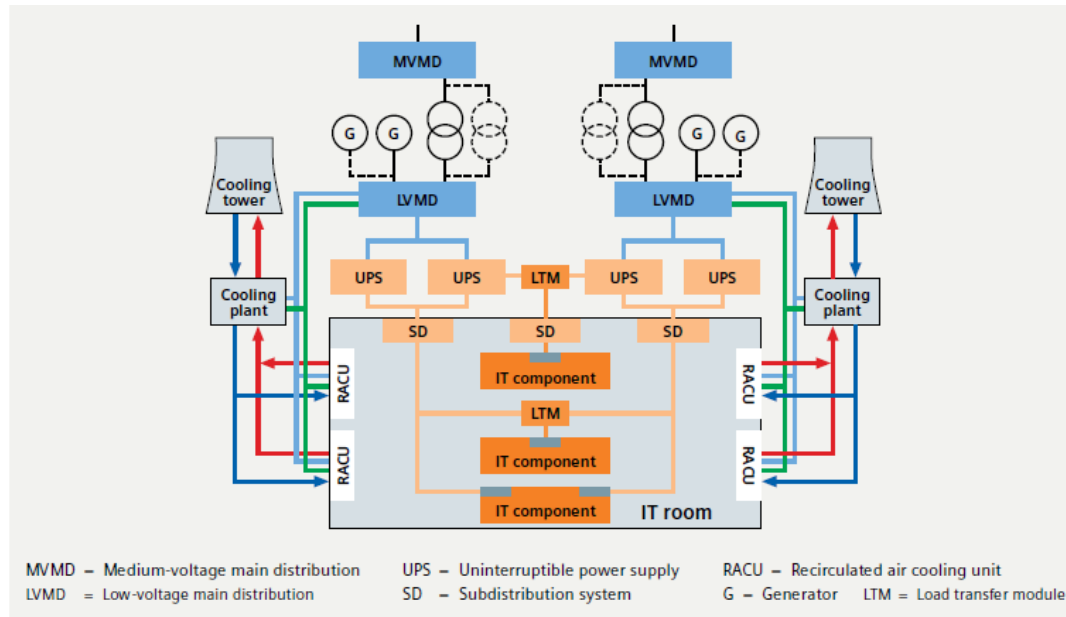 MVMD MVMD
G G G G
Cooling tower
LVMD LVMD
Cooling tower
UPS UPS LTM UPS UPS
Cooling plant
Cooling plant
SD SD SD
IT component
RACU RACU
LTM
IT component
RACU RACU
IT component
IT room
MVMD – Medium-voltage main distribution UPS – Uninterruptible power supply RACU – Recirculated air cooling unit
LVMD = Low-voltage main distribution SD – Subdistribution system G – Generator LTM = Load transfer module